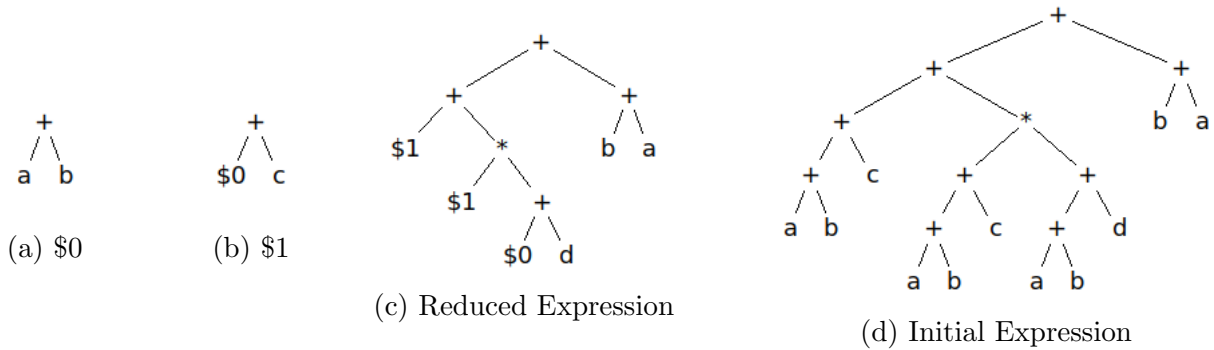 +
a b
(a) $0
+
$0 c
(b) $1
+
+ +
$1 * b a
$1 +
$0 d
(c) Reduced Expression
+
+ +
+ * b a
+ c + +
a b + c + d
a b a b
(d) Initial Expression